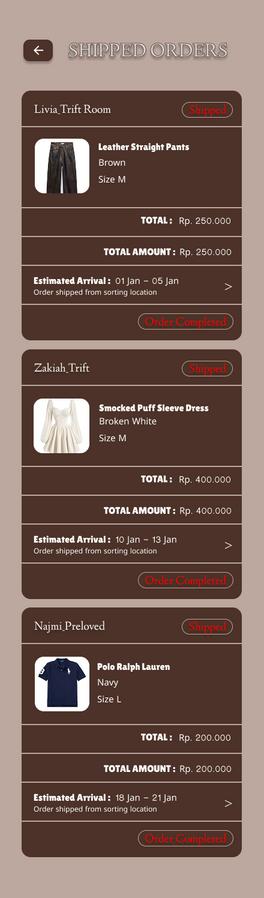 SHIPPED ORDERS
Livia_Trift Room Shipped
Leather Straight Pants
Brown
Size M
TOTAL : Rp. 250.000
TOTAL AMOUNT : Rp. 250.000
Estimated Arrival : 01 Jan – 05 Jan
Order shipped from sorting location >
Order Completed
Zakiah_Trift Shipped
Smocked Puff Sleeve Dress
Broken White
Size M
TOTAL : Rp. 400.000
TOTAL AMOUNT : Rp. 400.000
Estimated Arrival : 10 Jan – 13 Jan
Order shipped from sorting location >
Order Completed
Najmi_Preloved Shipped
Polo Ralph Lauren
Navy
Size L
TOTAL : Rp. 200.000
TOTAL AMOUNT : Rp. 200.000
Estimated Arrival : 18 Jan – 21 Jan
Order shipped from sorting location >
Order Completed